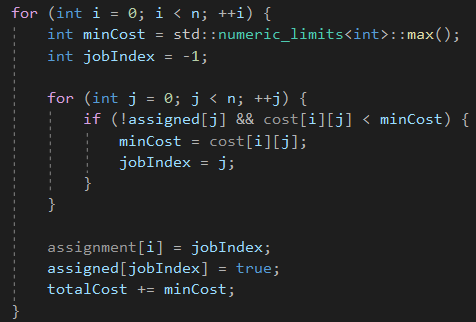 for (int i = 0; i < n; ++i) {
    int minCost = std::numeric_limits<int>::max();
    int jobIndex = -1;

    for (int j = 0; j < n; ++j) {
        if (!assigned[j] && cost[i][j] < minCost) {
            minCost = cost[i][j];
            jobIndex = j;
        }
    }

    assignment[i] = jobIndex;
    assigned[jobIndex] = true;
    totalCost += minCost;
}